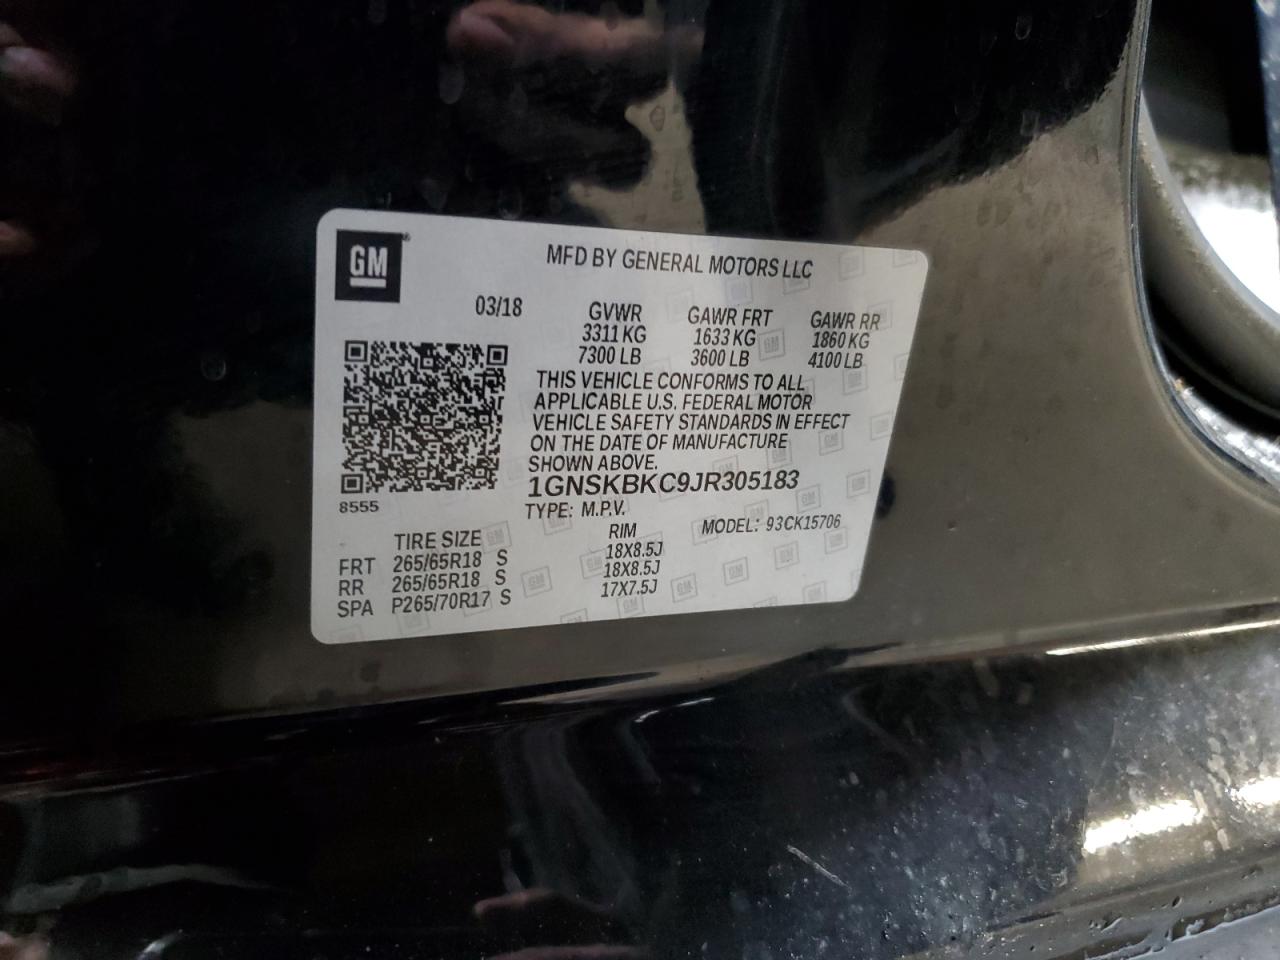 GM
MFD BY GENERAL MOTORS LLC
03/18
GVWR
3311 KG
7300 LB
GAWR FRT
1633 KG
3600 LB
GAWR RR
1860 KG
4100 LB
THIS VEHICLE CONFORMS TO ALL
APPLICABLE U.S. FEDERAL MOTOR
VEHICLE SAFETY STANDARDS IN EFFECT
ON THE DATE OF MANUFACTURE
SHOWN ABOVE.
1GNSKBKC9JR305183
8555
TYPE: M.P.V.
MODEL: 93CK15706
TIRE SIZE RIM
FRT 265/65R18 S 18X8.5J
RR 265/65R18 S 18X8.5J
SPA P265/70R17 S 17X7.5J